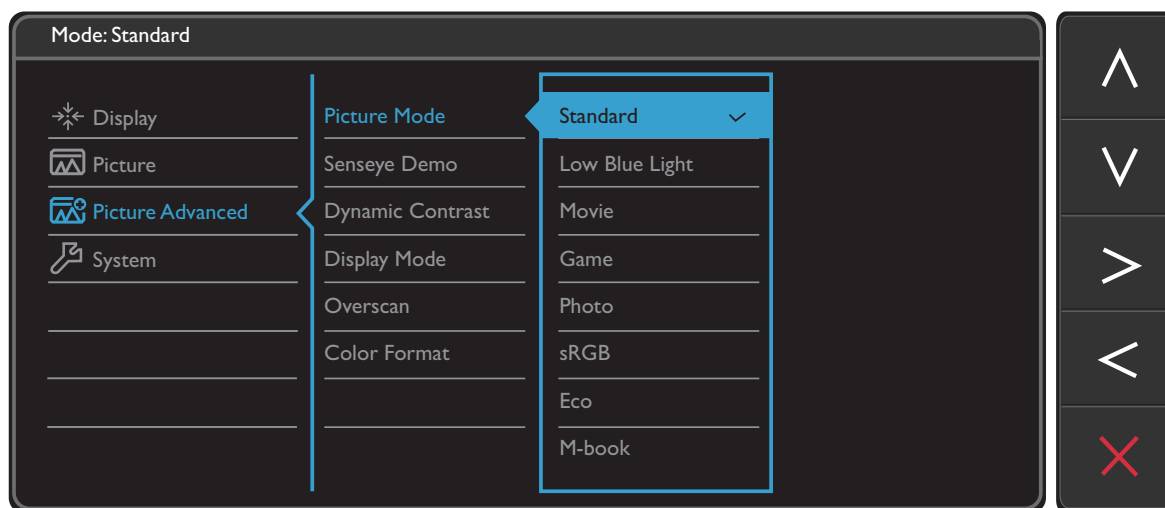 Mode: Standard
Display
Picture
Picture Advanced
System
Picture Mode
Senseye Demo
Dynamic Contrast
Display Mode
Overscan
Color Format
Standard
Low Blue Light
Movie
Game
Photo
sRGB
Eco
M-book